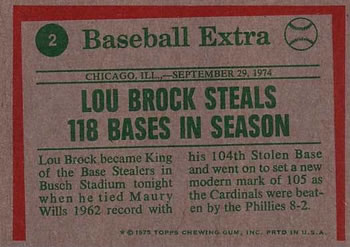 2
Baseball Extra
CHICAGO, ILL.,—SEPTEMBER 29, 1974
LOU BROCK STEALS
118 BASES IN SEASON
Lou Brock became King
of the Base Stealers in
Busch Stadium tonight
when he tied Maury
Wills 1962 record with
his 104th Stolen Base
and went on to set a new
modern mark of 105 as
the Cardinals were beat-
en by the Phillies 8-2.
* © 1975 TOPPS CHEWING GUM, INC. PRTD IN U.S.A.